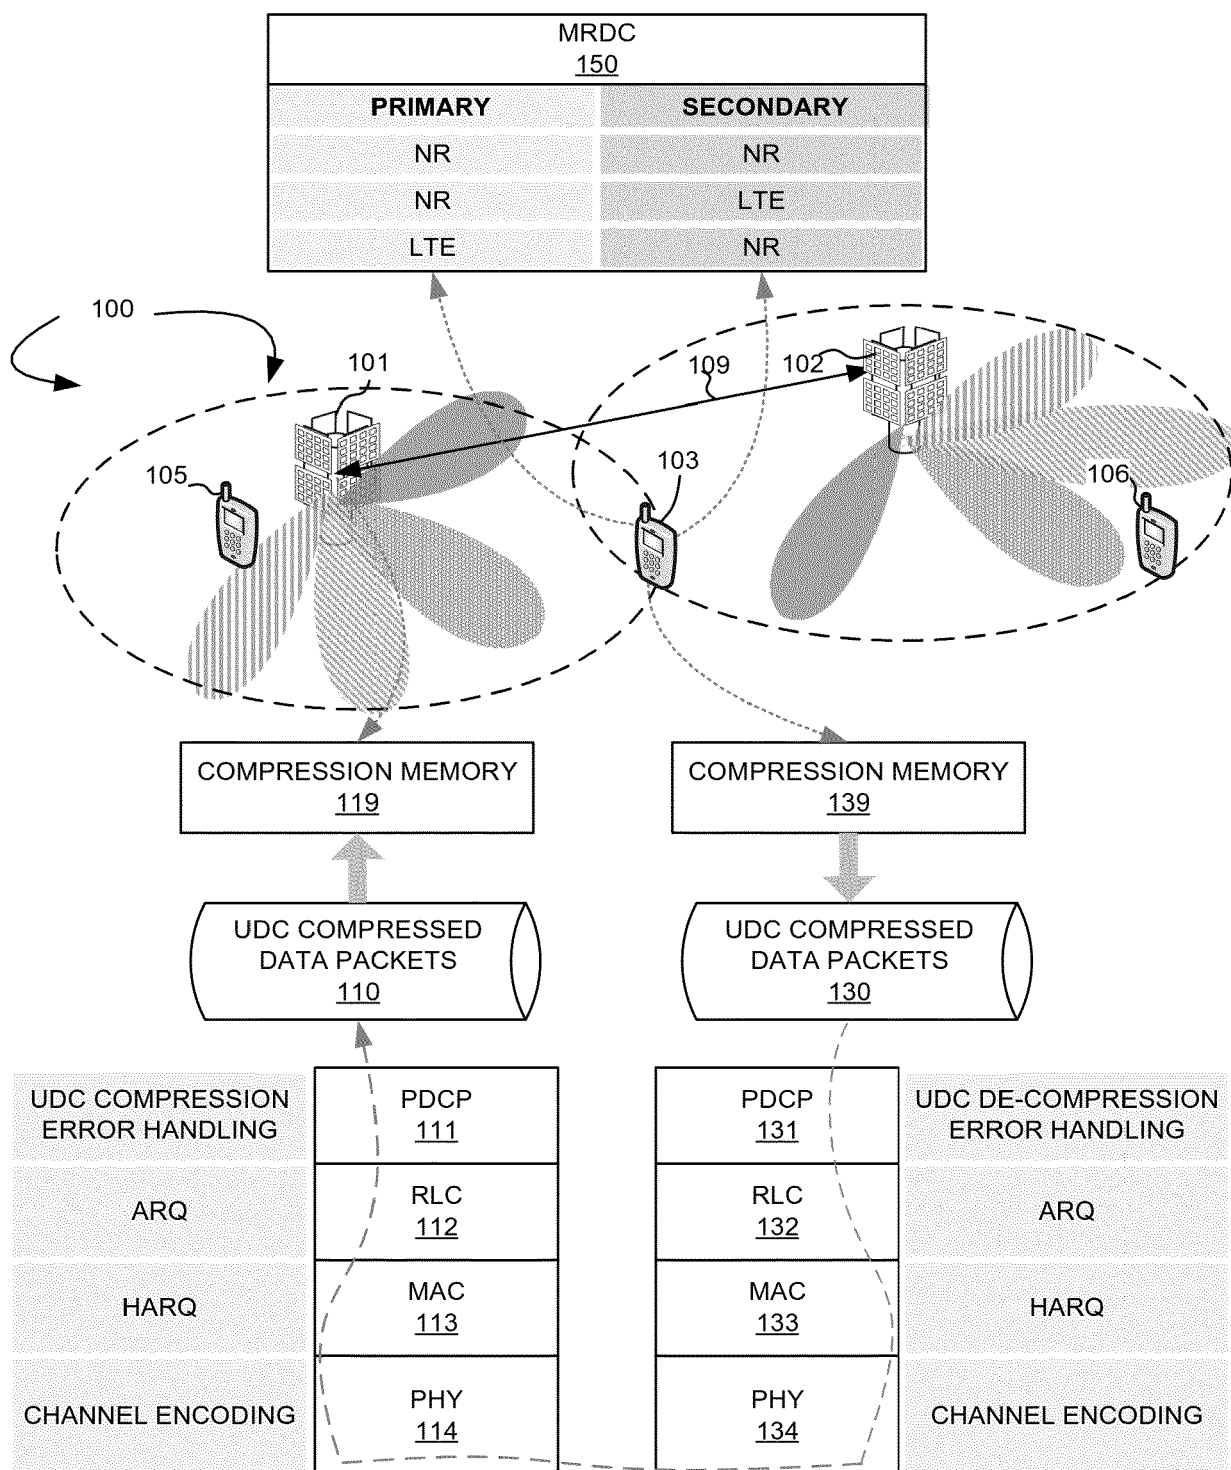 MRDC
150
PRIMARY SECONDARY
NR NR
NR LTE
LTE NR
100
101
109
102
105
103
106
COMPRESSION MEMORY
119
COMPRESSION MEMORY
139
UDC COMPRESSED
DATA PACKETS
110
UDC COMPRESSED
DATA PACKETS
130
UDC COMPRESSION
ERROR HANDLING
PDCP
111
PDCP
131
UDC DE-COMPRESSION
ERROR HANDLING
ARQ
RLC
112
RLC
132
ARQ
HARQ
MAC
113
MAC
133
HARQ
CHANNEL ENCODING
PHY
114
PHY
134
CHANNEL ENCODING